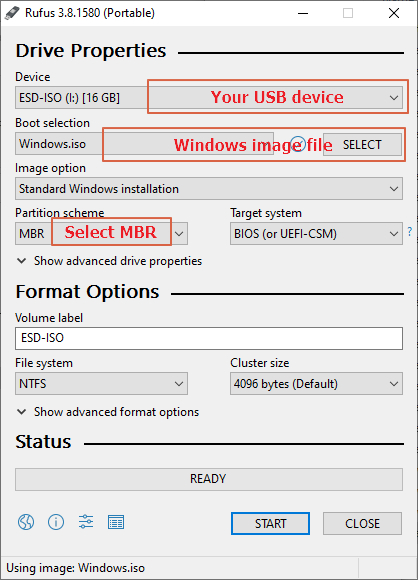 Rufus 3.8.1580 (Portable)
Drive Properties
Device
ESD-ISO (I:) [16 GB] Your USB device
Boot selection
Windows.iso Windows image file SELECT
Image option
Standard Windows installation
Partition scheme Target system
MBR Select MBR BIOS (or UEFI-CSM) ?
Show advanced drive properties
Format Options
Volume label
ESD-ISO
File system Cluster size
NTFS 4096 bytes (Default)
Show advanced format options
Status
READY
START CLOSE
Using image: Windows.iso